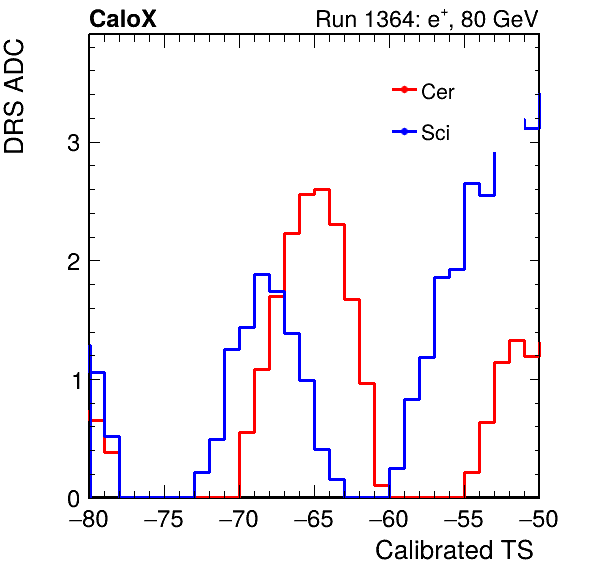 CaloX
Run 1364: e+, 80 GeV
DRS ADC
Cer
Sci
3
2
1
0
−80 −75 −70 −65 −60 −55 −50
Calibrated TS